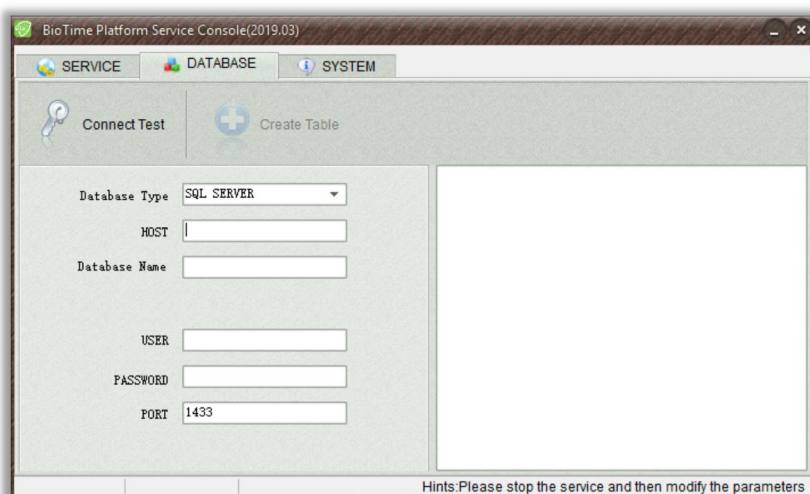 BioTime Platform Service Console(2019.03)
SERVICE DATABASE SYSTEM
Connect Test Create Table
Database Type SQL SERVER
HOST
Database Name
USER
PASSWORD
PORT 1433
Hints:Please stop the service and then modify the parameters